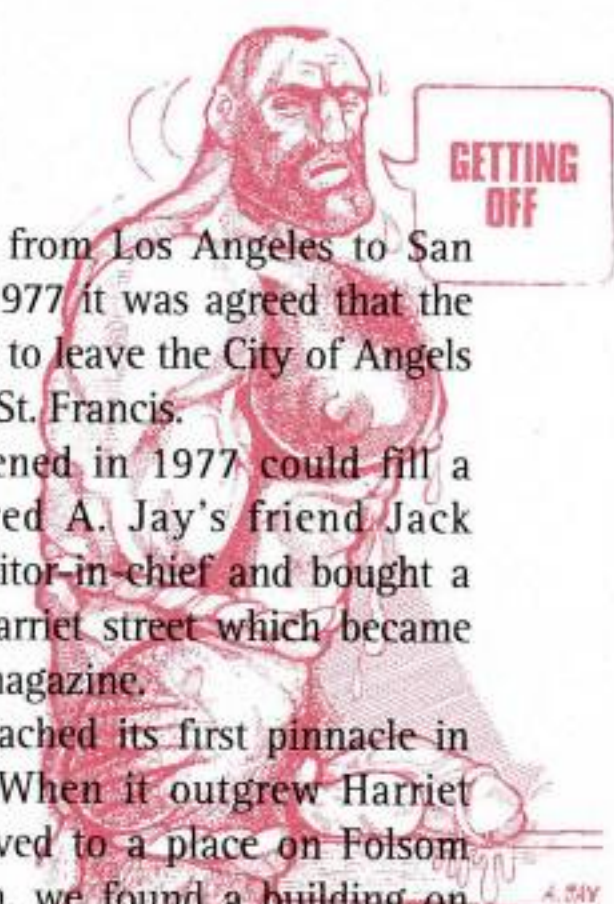 GETTING
OFF
from Los Angeles to San
977 it was agreed that the
to leave the City of Angels
St. Francis.
ened in 1977 could fill a
ed A. Jay's friend Jack
itor-in-chief and bought a
arriet street which became
nagazine.
ached its first pinnacle in
When it outgrew Harriet
ved to a place on Folsom
we found a building on
A. JAY